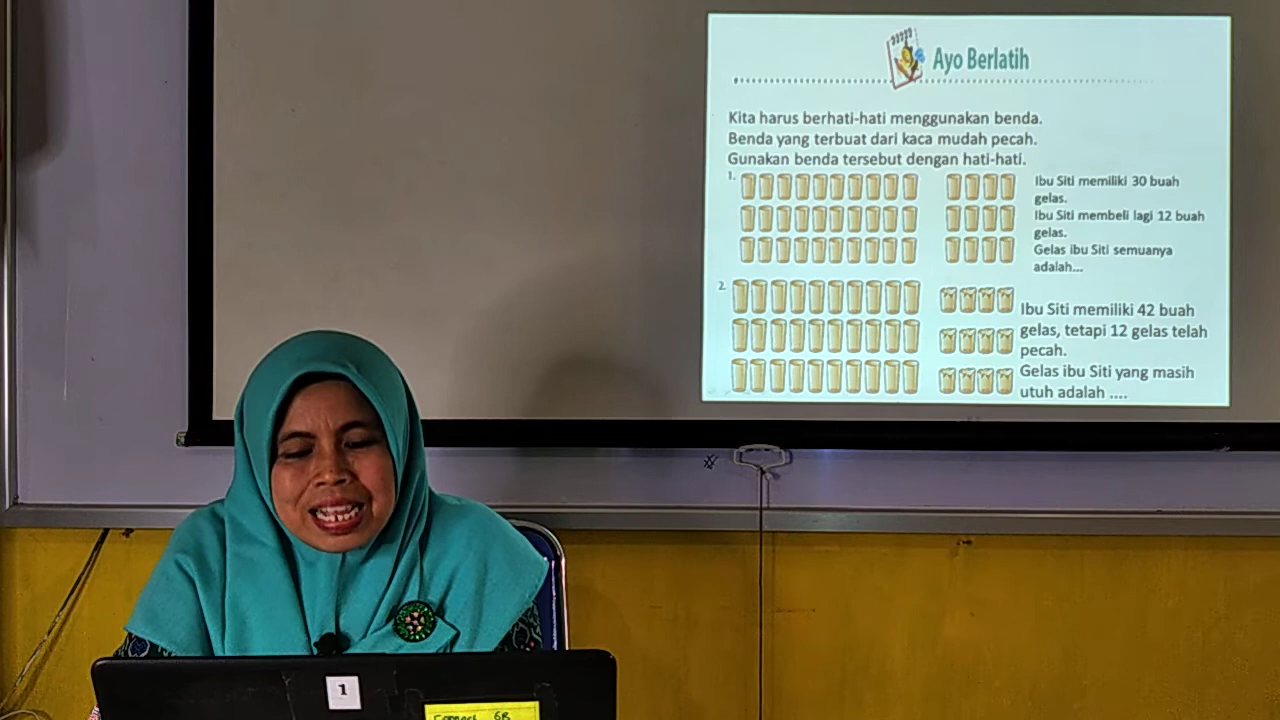 Ayo Berlatih
Kita harus berhati-hati menggunakan benda.
Benda yang terbuat dari kaca mudah pecah.
Gunakan benda tersebut dengan hati-hati.
1.
Ibu Siti memiliki 30 buah
gelas.
Ibu Siti membeli lagi 12 buah
gelas.
Gelas ibu Siti semuanya
adalah...
2.
Ibu Siti memiliki 42 buah
gelas, tetapi 12 gelas telah
pecah.
Gelas ibu Siti yang masih
utuh adalah ....
1